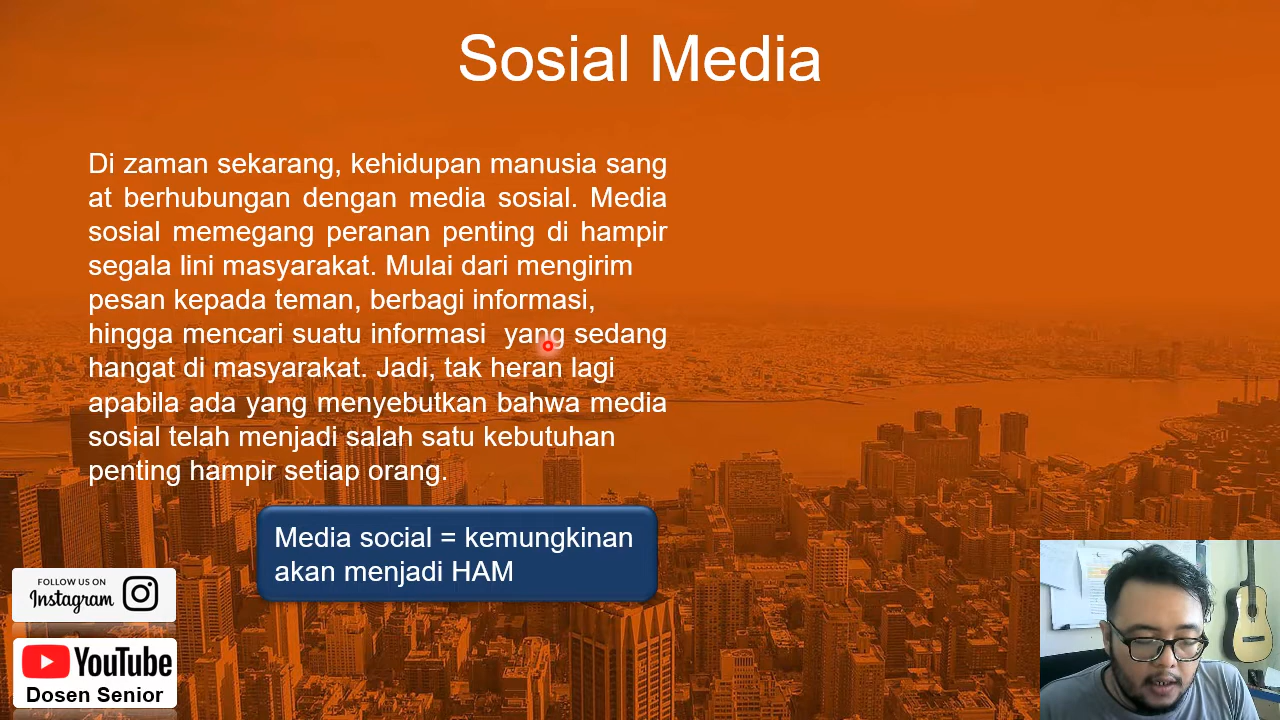 Sosial Media
Di zaman sekarang, kehidupan manusia sang
at berhubungan dengan media sosial. Media
sosial memegang peranan penting di hampir
segala lini masyarakat. Mulai dari mengirim
pesan kepada teman, berbagi informasi,
hingga mencari suatu informasi yang sedang
hangat di masyarakat. Jadi, tak heran lagi
apabila ada yang menyebutkan bahwa media
sosial telah menjadi salah satu kebutuhan
penting hampir setiap orang.
Media social = kemungkinan
akan menjadi HAM
FOLLOW US ON
Instagram
YouTube
Dosen Senior